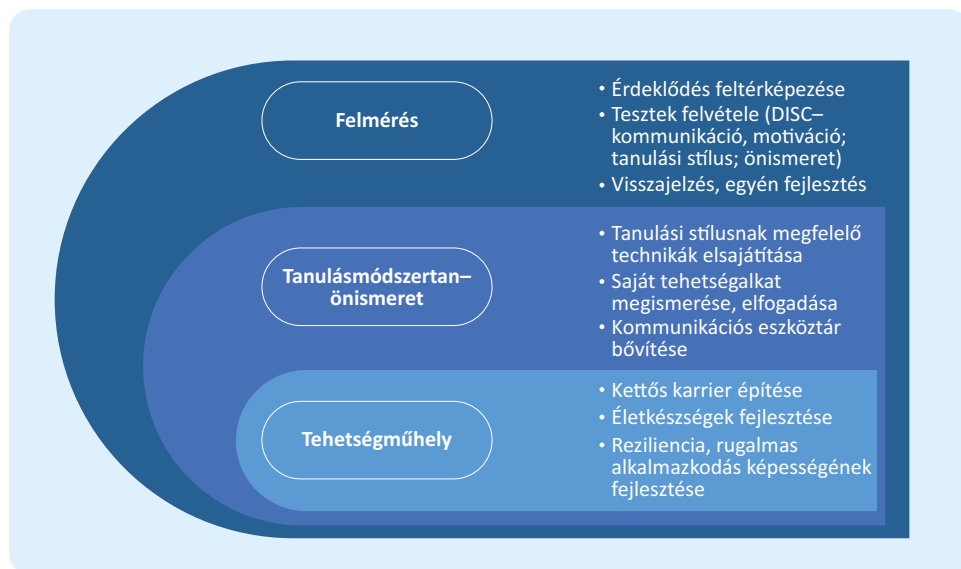 Felmérés
• Érdeklődés feltérképezése
• Tesztek felvétele (DISC–
kommunikáció, motiváció;
tanulási stílus; önismeret)
• Visszajelzés, egyén fejlesztés
Tanulásmódszertan–
önismeret
• Tanulási stílusnak megfelelő
technikák elsajátítása
• Saját tehetségalkat
megismerése, elfogadása
• Kommunikációs eszköztár
bővítése
Tehetségműhely
• Kettős karrier építése
• Életkészségek fejlesztése
• Reziliencia, rugalmas
alkalmazkodás képességének
fejlesztése